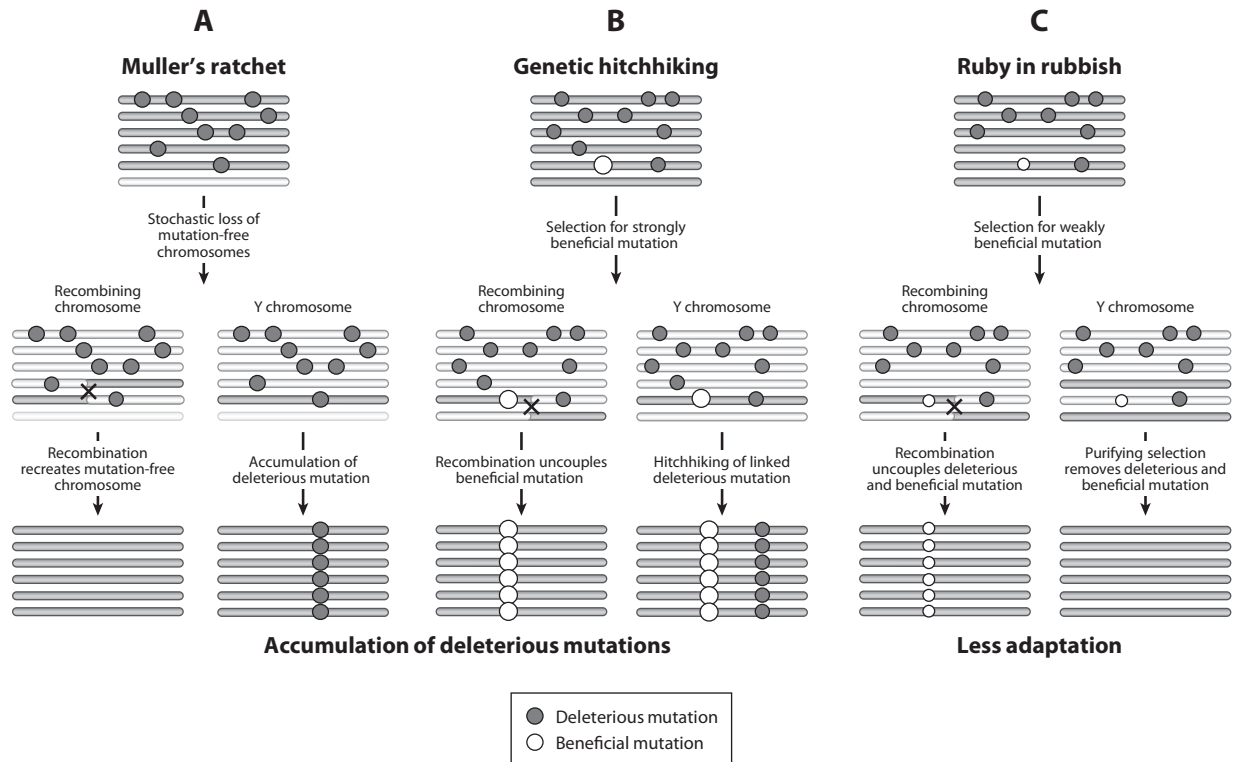 A
Muller's ratchet
Stochastic loss of
mutation-free
chromosomes
Recombining
chromosome
Y chromosome
Recombination
recreates mutation-free
chromosome
Accumulation of
deleterious mutation
B
Genetic hitchhiking
Selection for strongly
beneficial mutation
Recombining
chromosome
Y chromosome
Recombination uncouples
beneficial mutation
Hitchhiking of linked
deleterious mutation
Accumulation of deleterious mutations
C
Ruby in rubbish
Selection for weakly
beneficial mutation
Recombining
chromosome
Y chromosome
Recombination
uncouples deleterious
and beneficial mutation
Purifying selection
removes deleterious and
beneficial mutation
Less adaptation
Deleterious mutation
Beneficial mutation